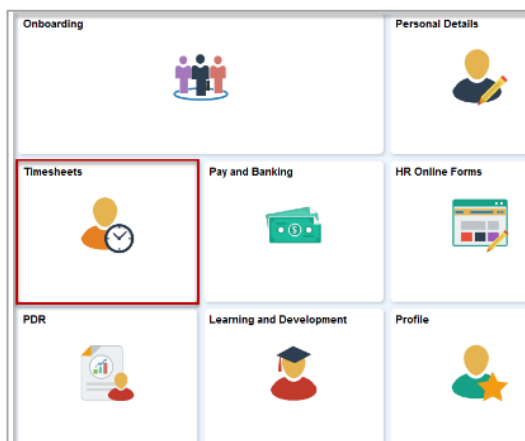 Onboarding
Personal Details
Timesheets
Pay and Banking
HR Online Forms
$
PDR
Learning and Development
Profile